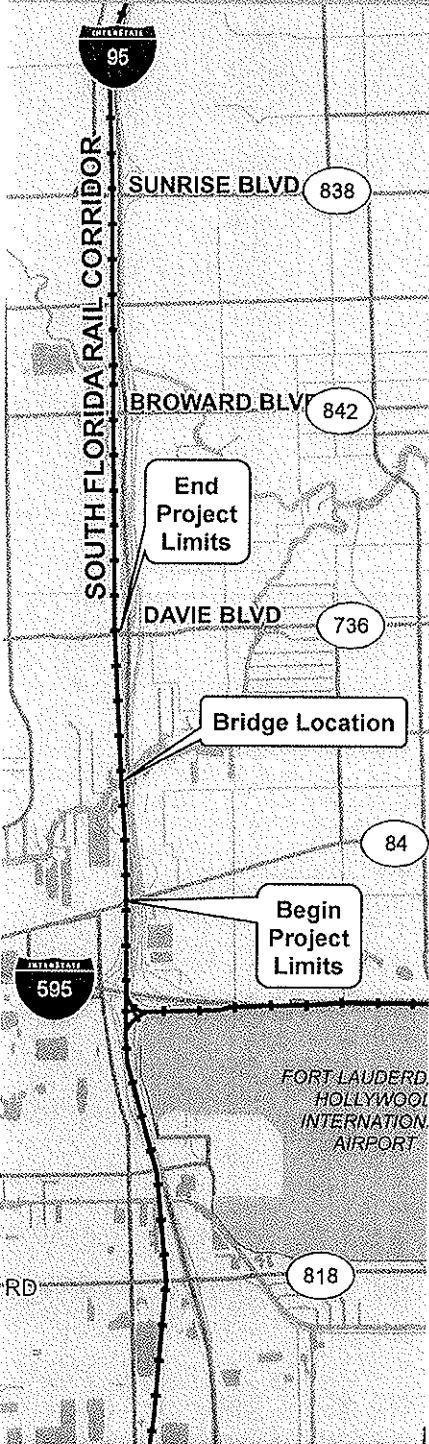 INTERSTATE
95
SOUTH FLORIDA RAIL CORRIDOR
SUNRISE BLVD
838
BROWARD BLV
842
End
Project
Limits
DAVIE BLVD
736
Bridge Location
84
Begin
Project
Limits
INTERSTATE
595
FORT LAUDERD
HOLLYWOOD
INTERNATION
AIRPORT
818
RD